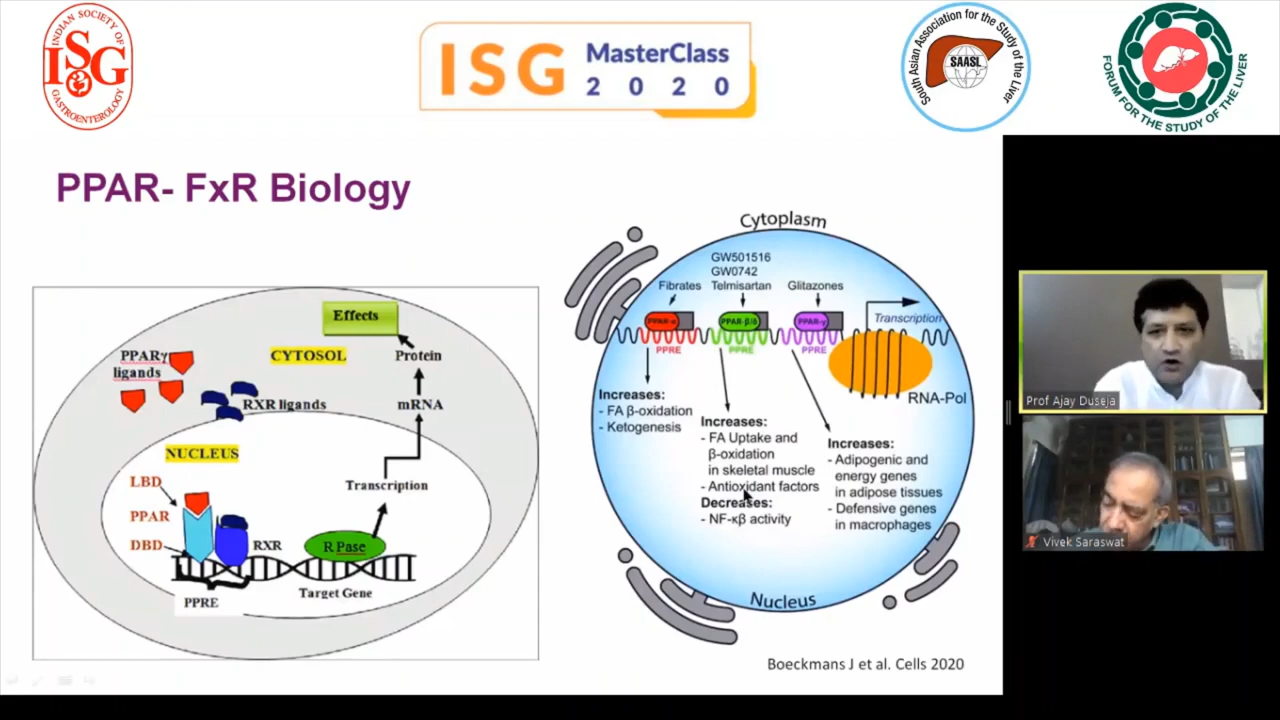 INDIAN SOCIETY OF
ISG
GASTROENTEROLOGY
ISG MasterClass
2 0 2 0
South Asian Association for the Study of the Liver
SAASL
FORUM FOR THE STUDY OF THE LIVER
PPAR- FxR Biology
Effects
PPARγ
ligands
CYTOSOL
Protein
RXR ligands
mRNA
NUCLEUS
LBD
Transcription
PPAR
DBD
RXR
R Pase
Target Gene
PPRE
Cytoplasm
GW501516
GW0742
Fibrates
Telmisartan
Glitazones
Transcription
PPAR-α
PPAR-β/δ
PPAR-γ
PPRE
PPRE
PPRE
RNA-Pol
Increases:
- FA β-oxidation
- Ketogenesis
Increases:
- FA Uptake and
β-oxidation
in skeletal muscle
- Antioxidant factors
Decreases:
- NF-κβ activity
Increases:
- Adipogenic and
energy genes
in adipose tissues
- Defensive genes
in macrophages
Nucleus
Boeckmans J et al. Cells 2020
Prof Ajay Duseja
Vivek Saraswat